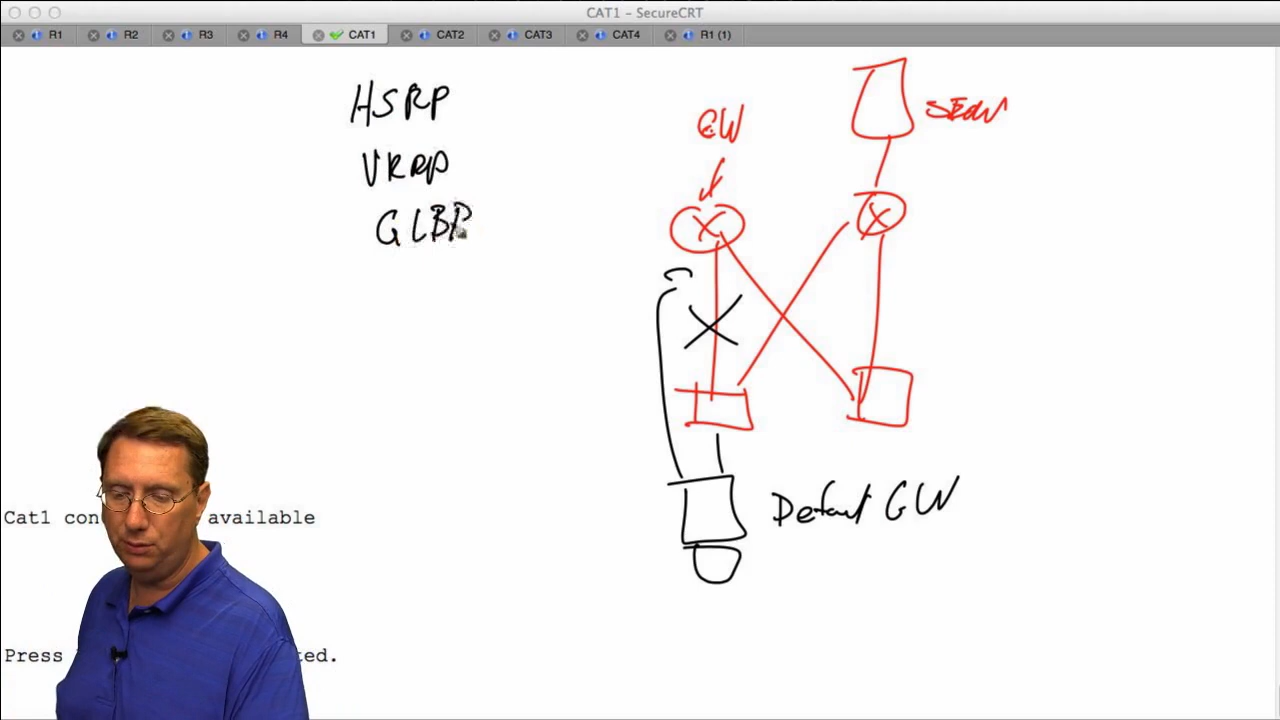 CAT1 – SecureCRT
R1 R2 R3 R4 CAT1 CAT2 CAT3 CAT4 R1 (1)
HSRP
VRRP
GLBP
GW
Default GW
Cat1 con available
Press ted.